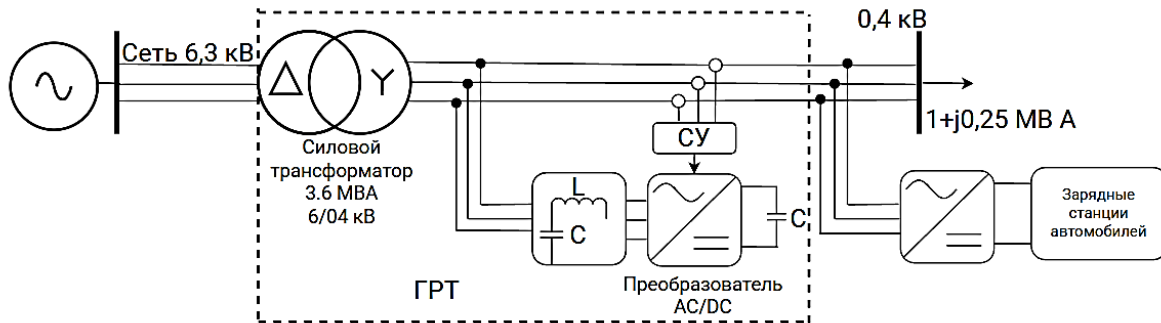 Сеть 6,3 кВ
Силовой
трансформатор
3.6 МВА
6/04 кВ
СУ
L
C
C
Преобразователь
AC/DC
ГРТ
0,4 кВ
1+j0,25 МВ А
Зарядные
станции
автомобилей